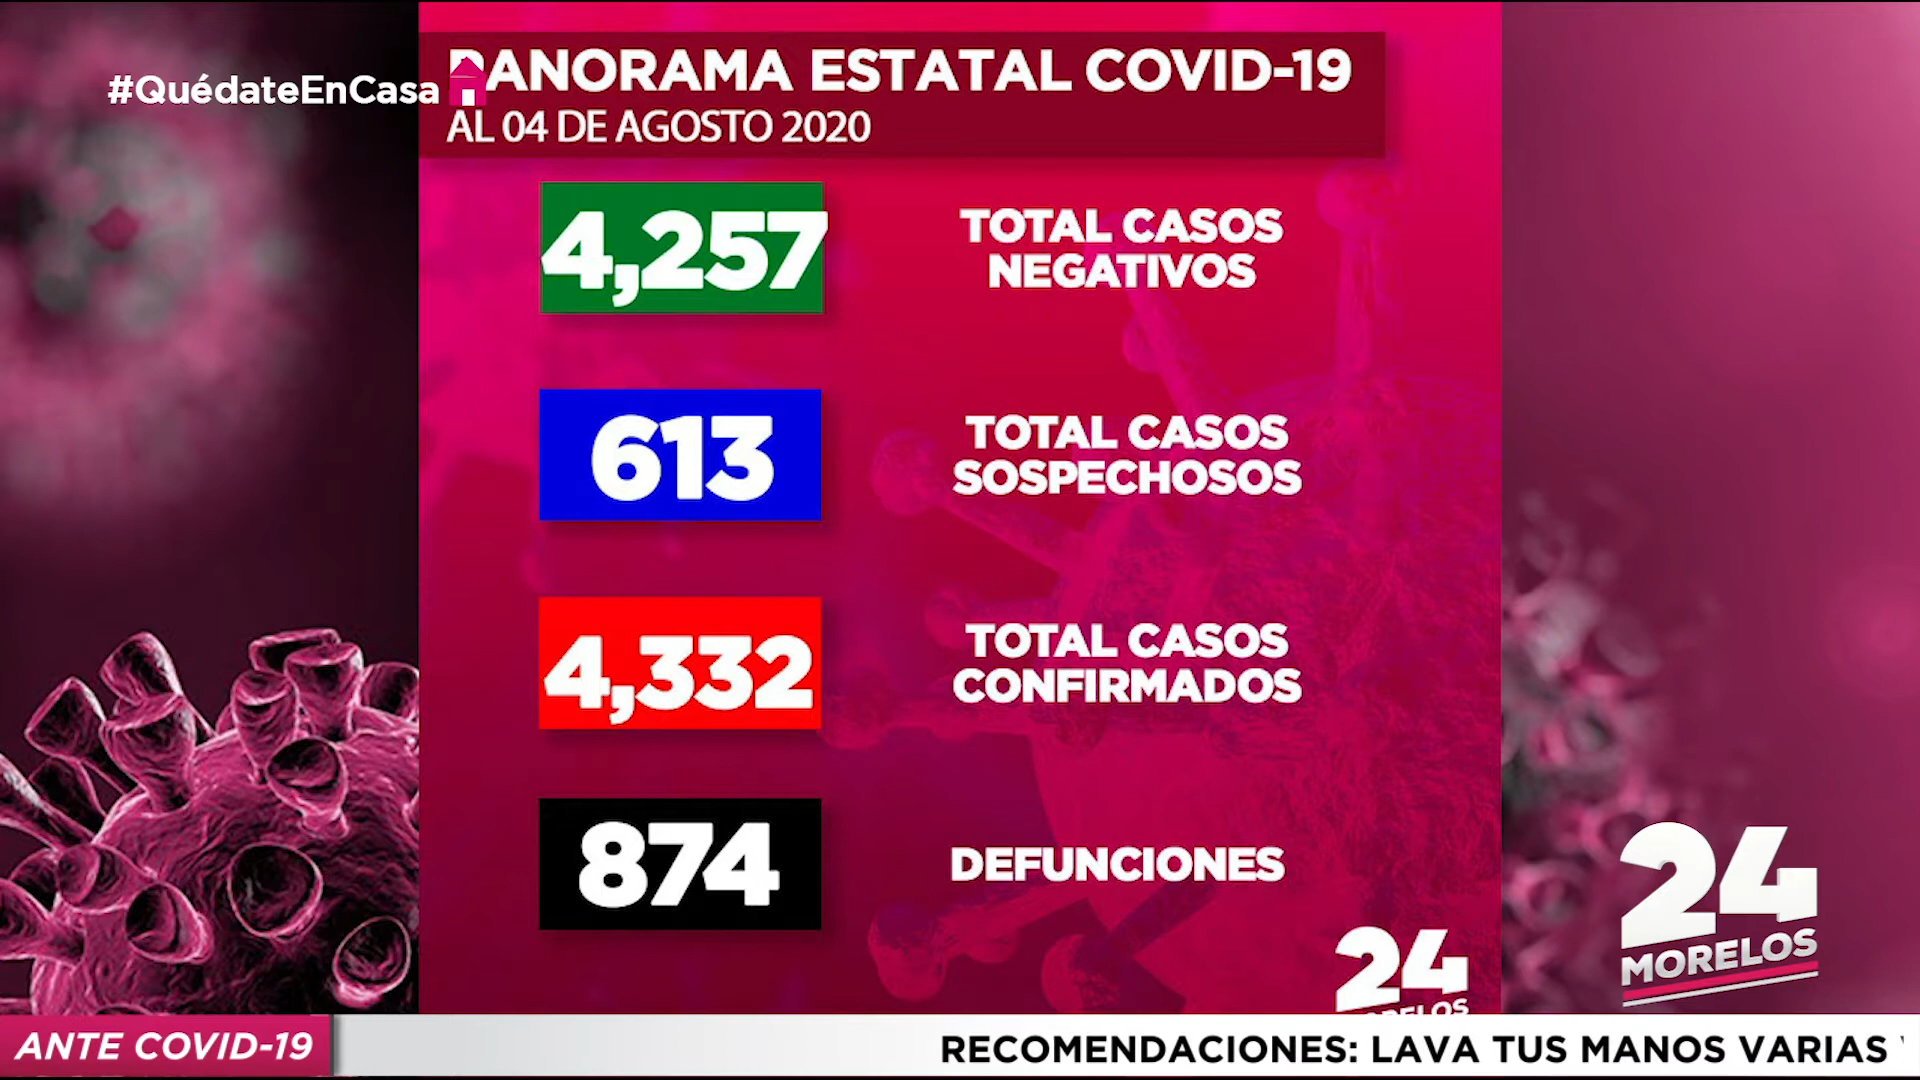 #QuédateEnCasa
PANORAMA ESTATAL COVID-19
AL 04 DE AGOSTO 2020
4,257
TOTAL CASOS
NEGATIVOS
613
TOTAL CASOS
SOSPECHOSOS
4,332
TOTAL CASOS
CONFIRMADOS
874
DEFUNCIONES
24
MORELOS
24
MORELOS
ANTE COVID-19
RECOMENDACIONES: LAVA TUS MANOS VARIAS